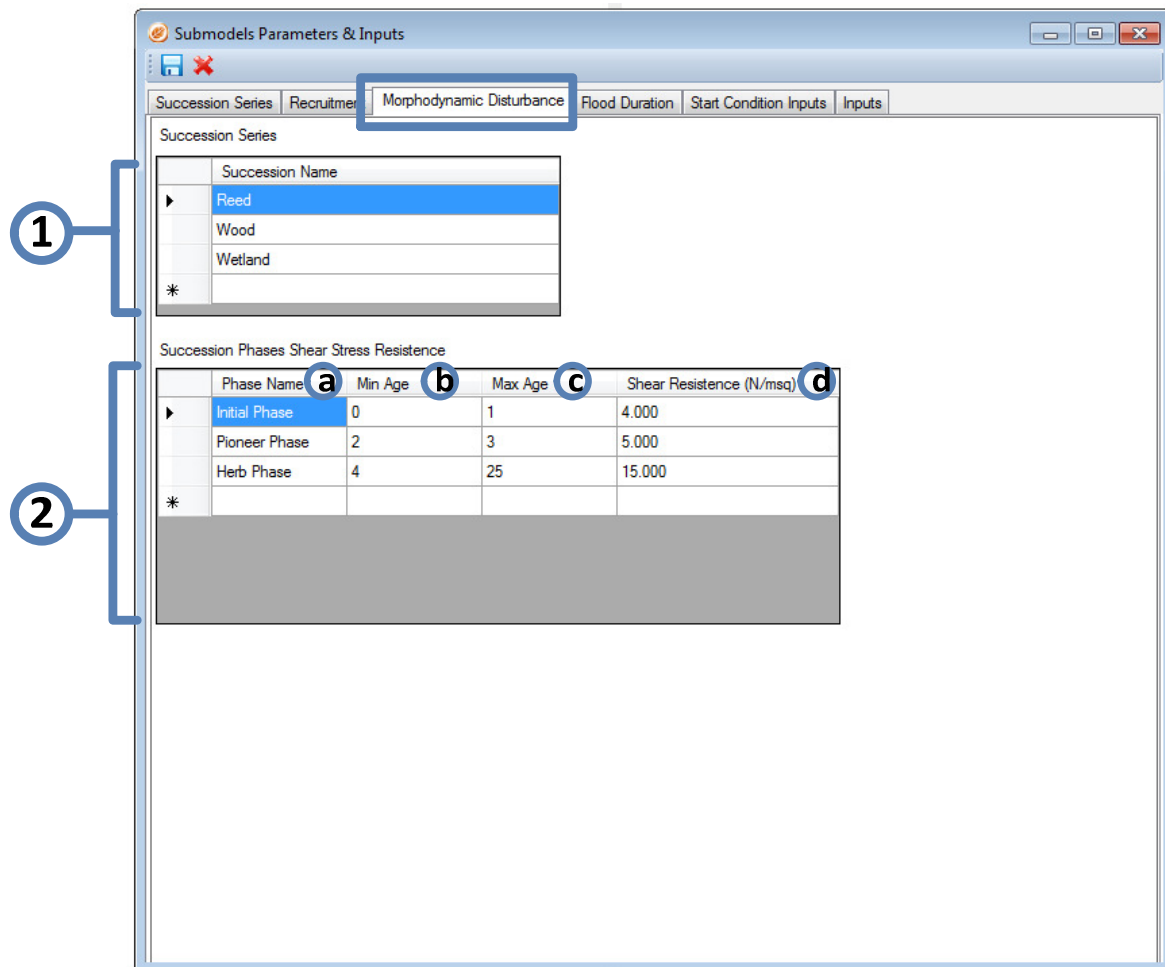 Submodels Parameters & Inputs
Succession Series Recruitmen Morphodynamic Disturbance Flood Duration Start Condition Inputs Inputs
Succession Series
Succession Name
Reed
1
Wood
Wetland
*
Succession Phases Shear Stress Resistence
Phase Name a Min Age b Max Age c Shear Resistence (N/msq) d
Initial Phase 0 1 4.000
Pioneer Phase 2 3 5.000
Herb Phase 4 25 15.000
2
*